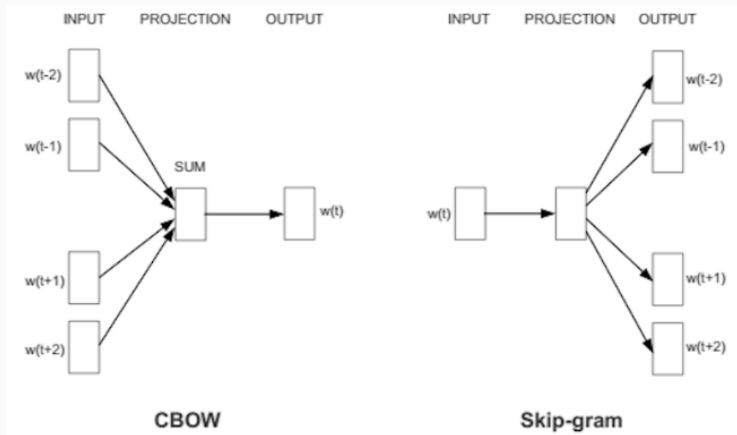 INPUT PROJECTION OUTPUT
w(t-2)
w(t-1)
SUM
w(t)
w(t+1)
w(t+2)
CBOW
INPUT PROJECTION OUTPUT
w(t-2)
w(t-1)
w(t)
w(t+1)
w(t+2)
Skip-gram